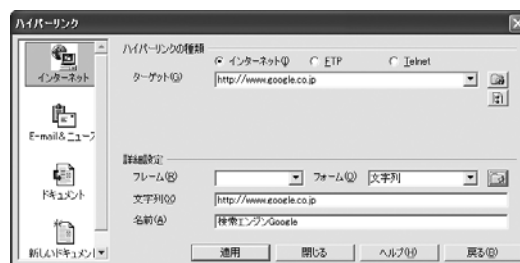 ハイパーリンク
インターネット
E-mail&ニュース
ドキュメント
新しいドキュメント
ハイパーリンクの種類
インターネット(I) FTP Telnet
ターゲット(G) http://www.google.co.jp
詳細設定
フレーム(R) フォーム(O) 文字列
文字列(X) http://www.google.co.jp
名前(A) 検索エンジンGoogle
適用 閉じる ヘルプ(H) 戻る(B)